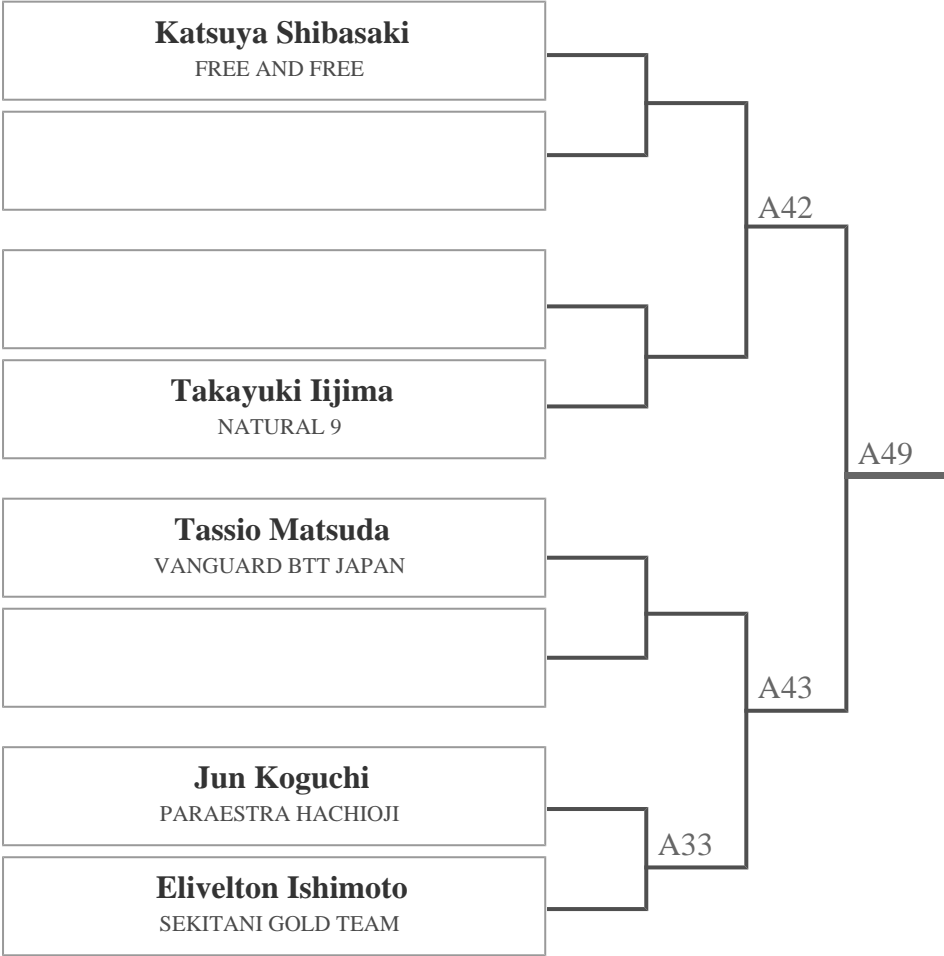 Katsuya Shibasaki
FREE AND FREE
A42
Takayuki Iijima
NATURAL 9
A49
Tassio Matsuda
VANGUARD BTT JAPAN
A43
Jun Koguchi
PARAESTRA HACHIOJI
A33
Elivelton Ishimoto
SEKITANI GOLD TEAM